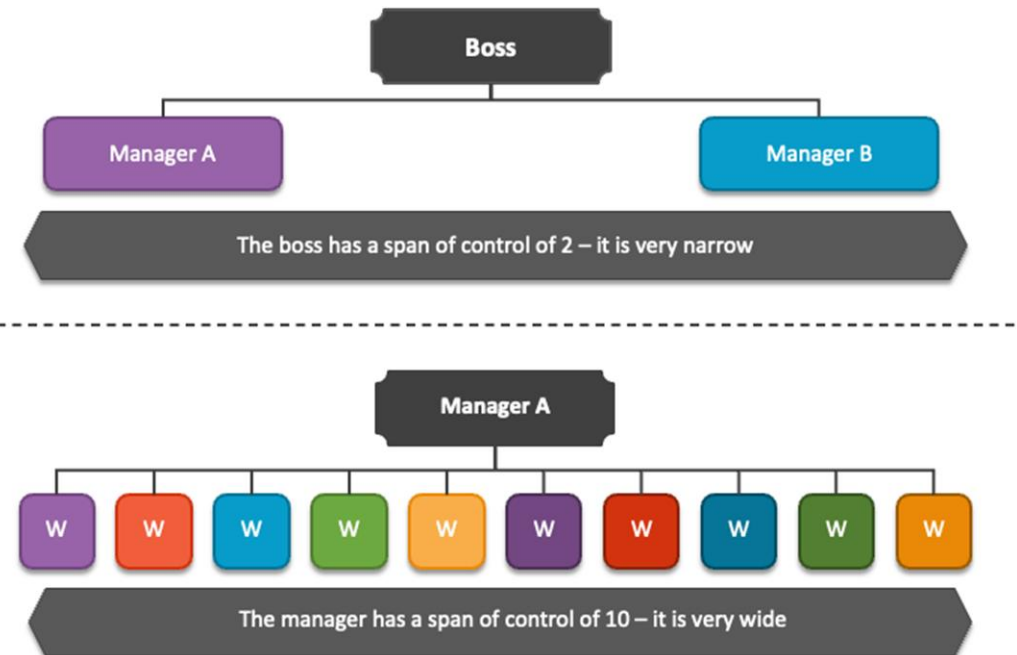 Boss
Manager A
Manager B
The boss has a span of control of 2 – it is very narrow
Manager A
W W W W W W W W W W
The manager has a span of control of 10 – it is very wide